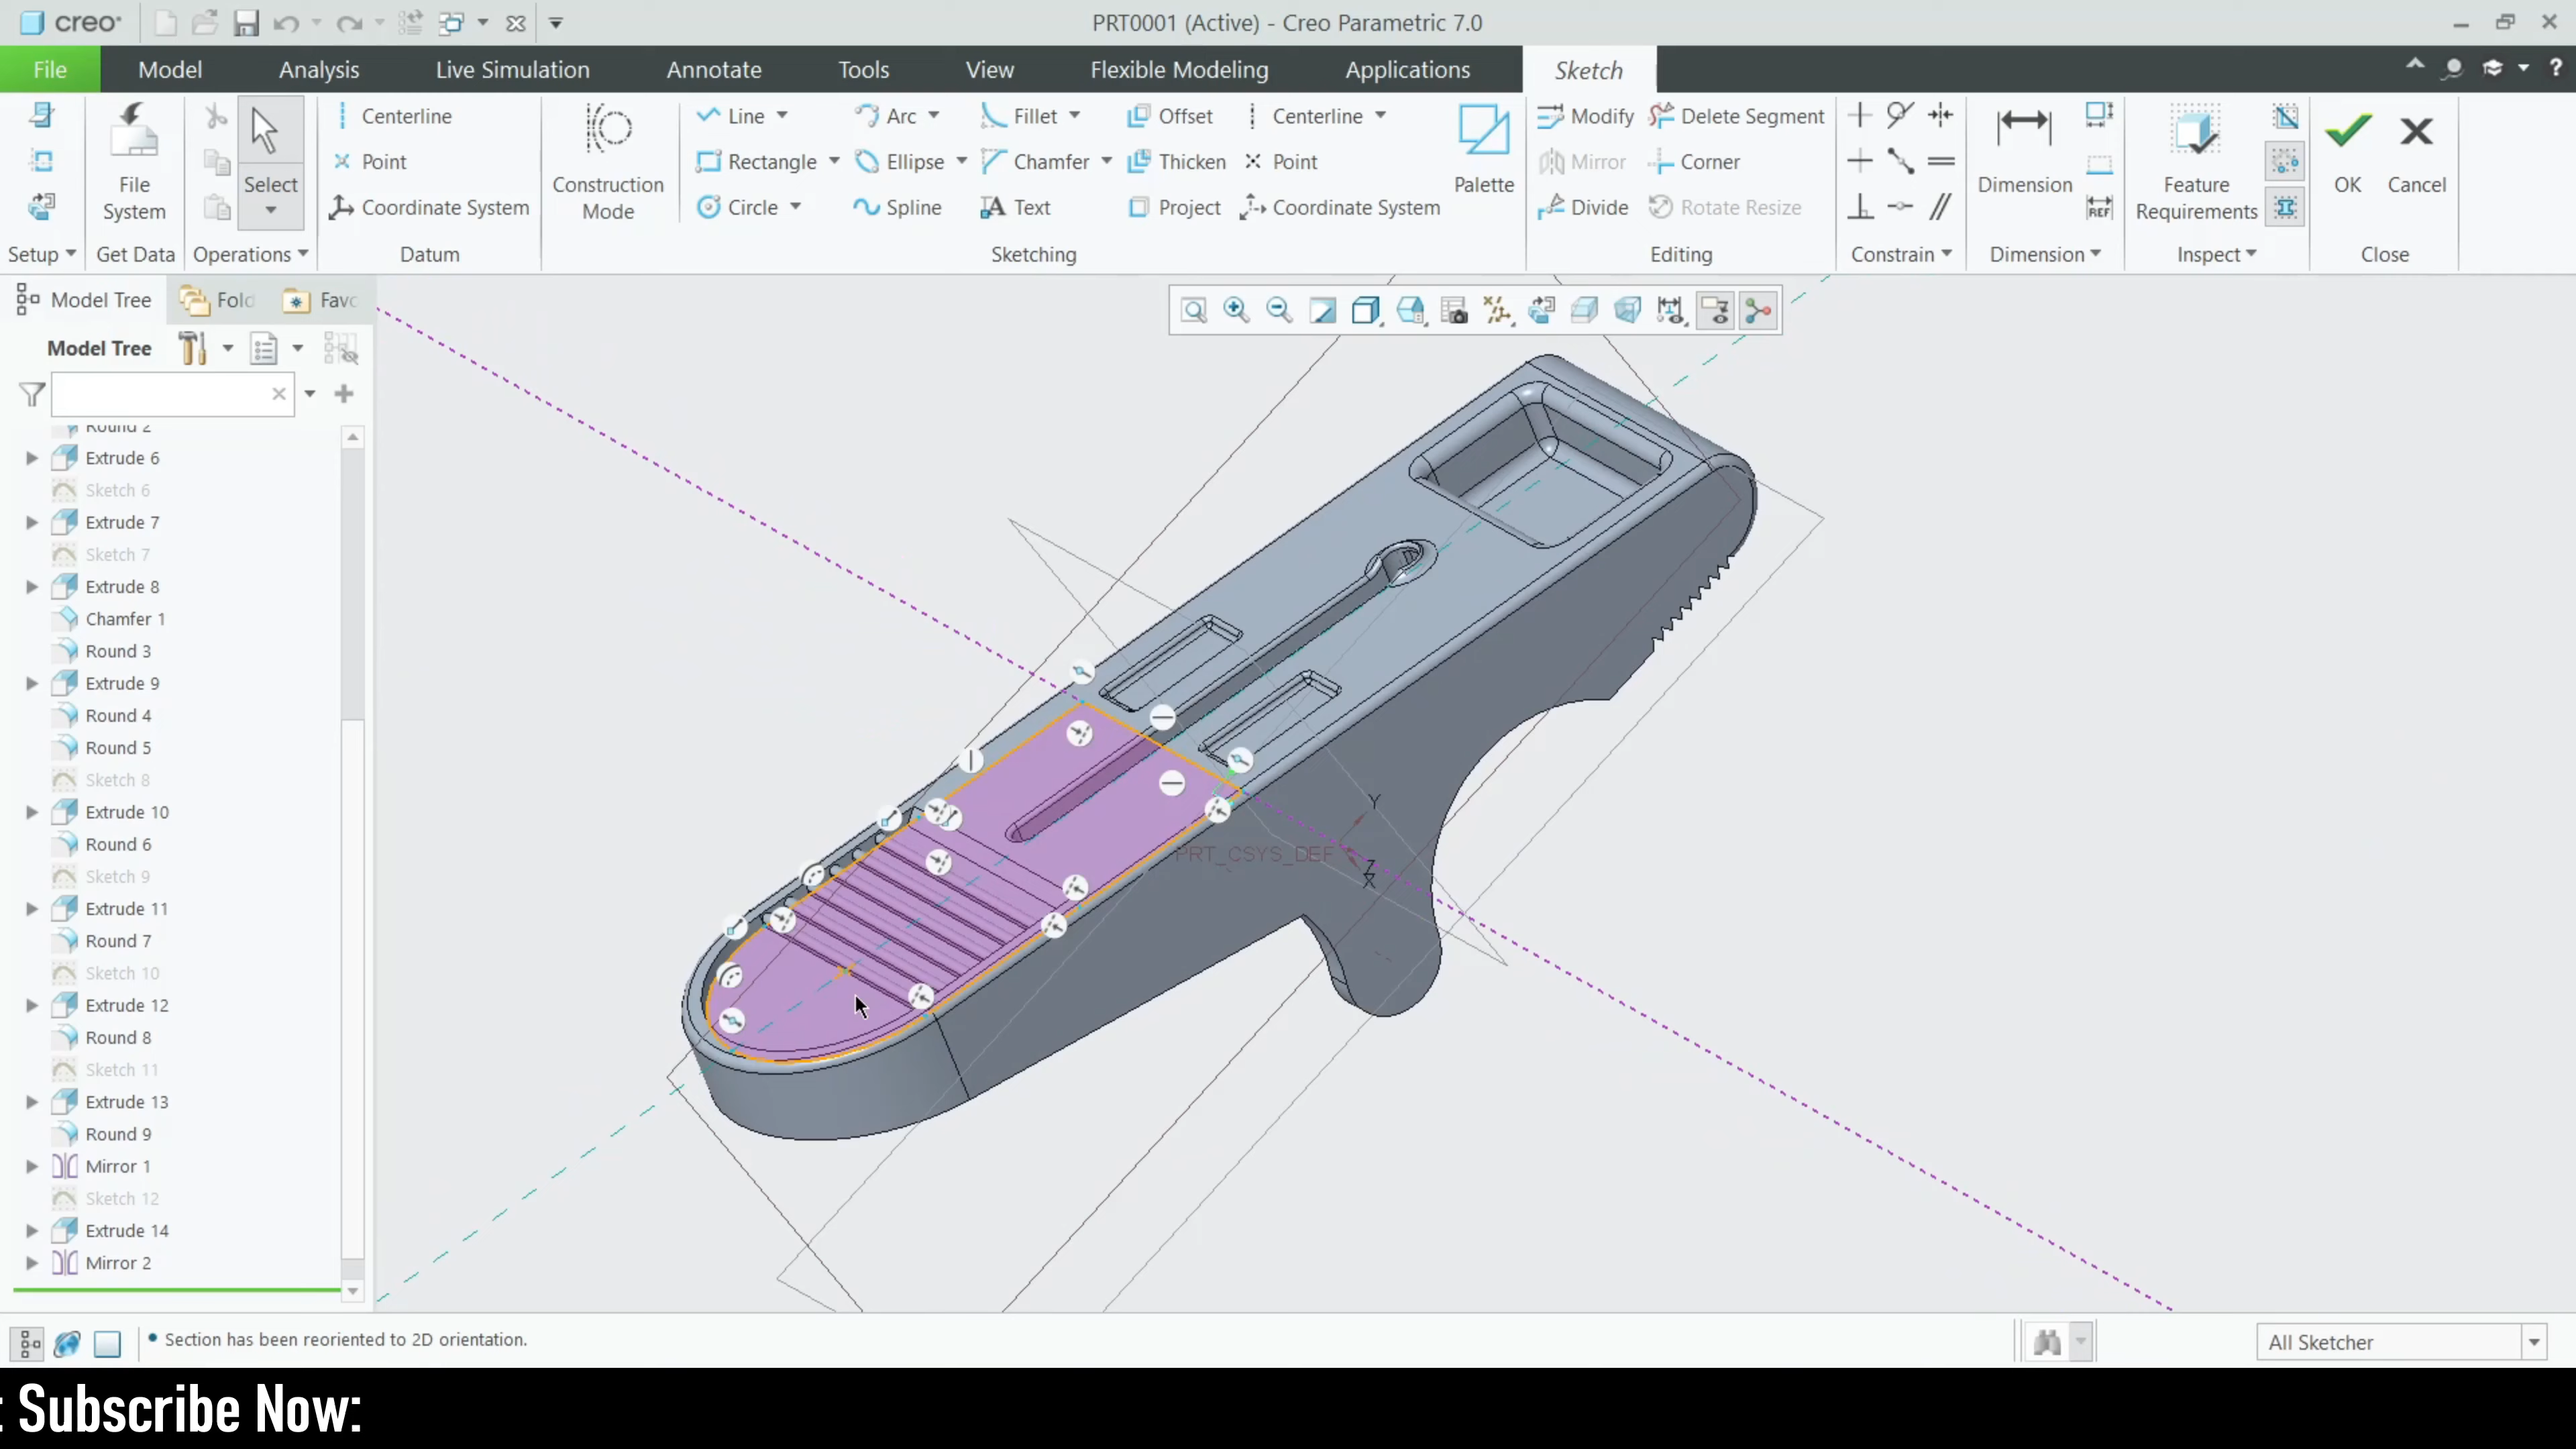 creo®
PRT0001 (Active) - Creo Parametric 7.0
File
Model
Analysis
Live Simulation
Annotate
Tools
View
Flexible Modeling
Applications
Sketch
?
File System
Select
Centerline
Point
Coordinate System
Construction Mode
Line
Rectangle
Circle
Arc
Ellipse
Spline
Fillet
Chamfer
Text
Offset
Thicken
Project
Centerline
Point
Coordinate System
Palette
Modify
Mirror
Divide
Delete Segment
Corner
Rotate Resize
Dimension
REF
Feature Requirements
OK
Cancel
Setup
Get Data
Operations
Datum
Sketching
Editing
Constrain
Dimension
Inspect
Close
Model Tree
Fold
Favo
Model Tree
Round 2
Extrude 6
Sketch 6
Extrude 7
Sketch 7
Extrude 8
Chamfer 1
Round 3
Extrude 9
Round 4
Round 5
Sketch 8
Extrude 10
Round 6
Sketch 9
Extrude 11
Round 7
Sketch 10
Extrude 12
Round 8
Sketch 11
Extrude 13
Round 9
Mirror 1
Sketch 12
Extrude 14
Mirror 2
Y
PRT_CSYS_DEF
Z
X
Section has been reoriented to 2D orientation.
All Sketcher
: Subscribe Now: